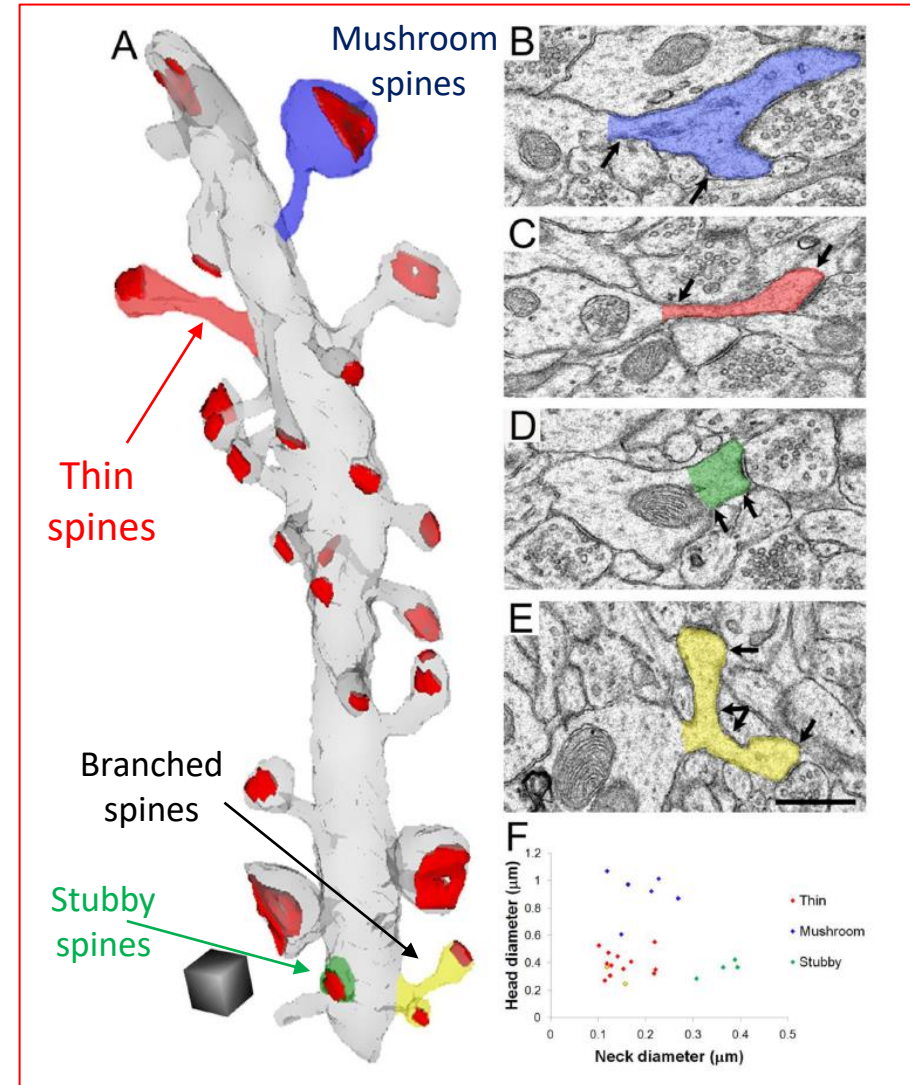 A
Mushroom
spines
Thin
spines
Branched
spines
Stubby
spines
B
C
D
E
F
Head diameter (μm)
1.2
1
0.8
0.6
0.4
0.2
0
0
0.1
0.2
0.3
0.4
0.5
Neck diameter (μm)
Thin
Mushroom
Stubby